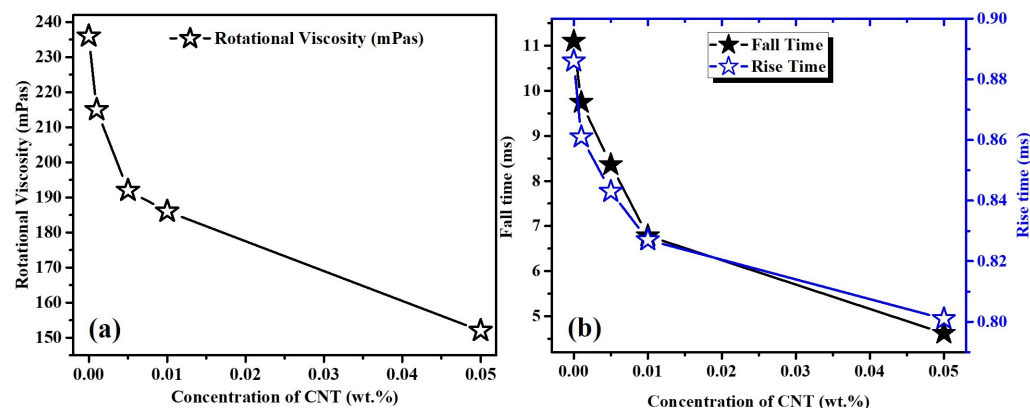 240
230
220
210
200
190
180
170
160
150
Rotational Viscosity (mPas)
Rotational Viscosity (mPas)
(a)
0.00 0.01 0.02 0.03 0.04 0.05
Concentration of CNT (wt.%)
11
10
9
8
7
6
5
Fall time (ms)
Fall Time
Rise Time
(b)
0.00 0.01 0.02 0.03 0.04 0.05
Concentration of CNT (wt.%)
0.90
0.88
0.86
0.84
0.82
0.80
Rise time (ms)